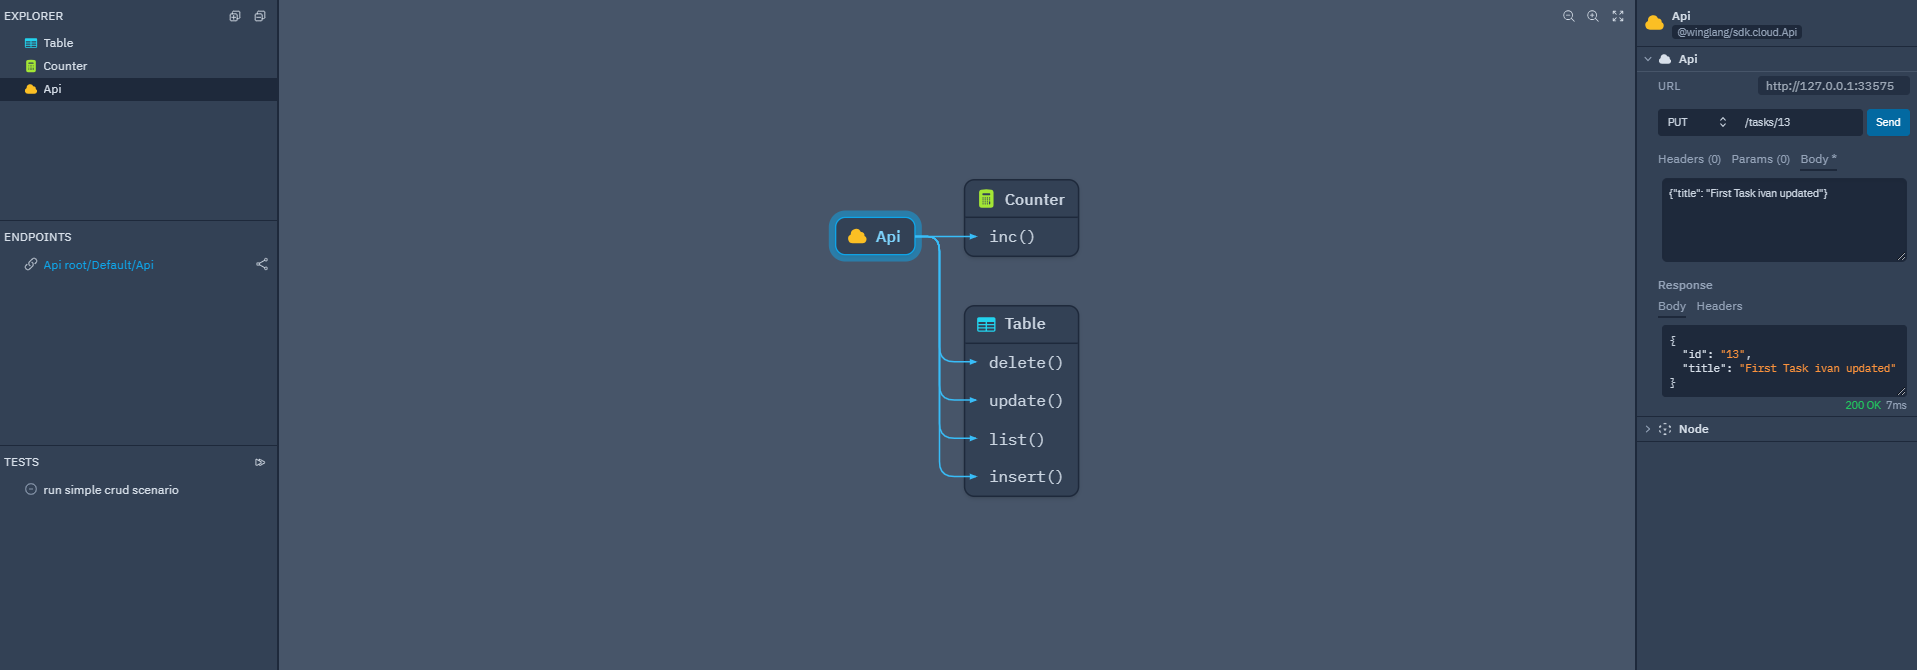 EXPLORER
Table
Counter
Api
ENDPOINTS
Api root/Default/Api
TESTS
run simple crud scenario
Api
Counter
inc()
Table
delete()
update()
list()
insert()
Api
@winglang/sdk.cloud.Api
Api
URL http://127.0.0.1:33575
PUT /tasks/13 Send
Headers (0) Params (0) Body *
{"title": "First Task ivan updated"}
Response
Body Headers
{
"id": "13",
"title": "First Task ivan updated"
}
200 OK 7ms
Node